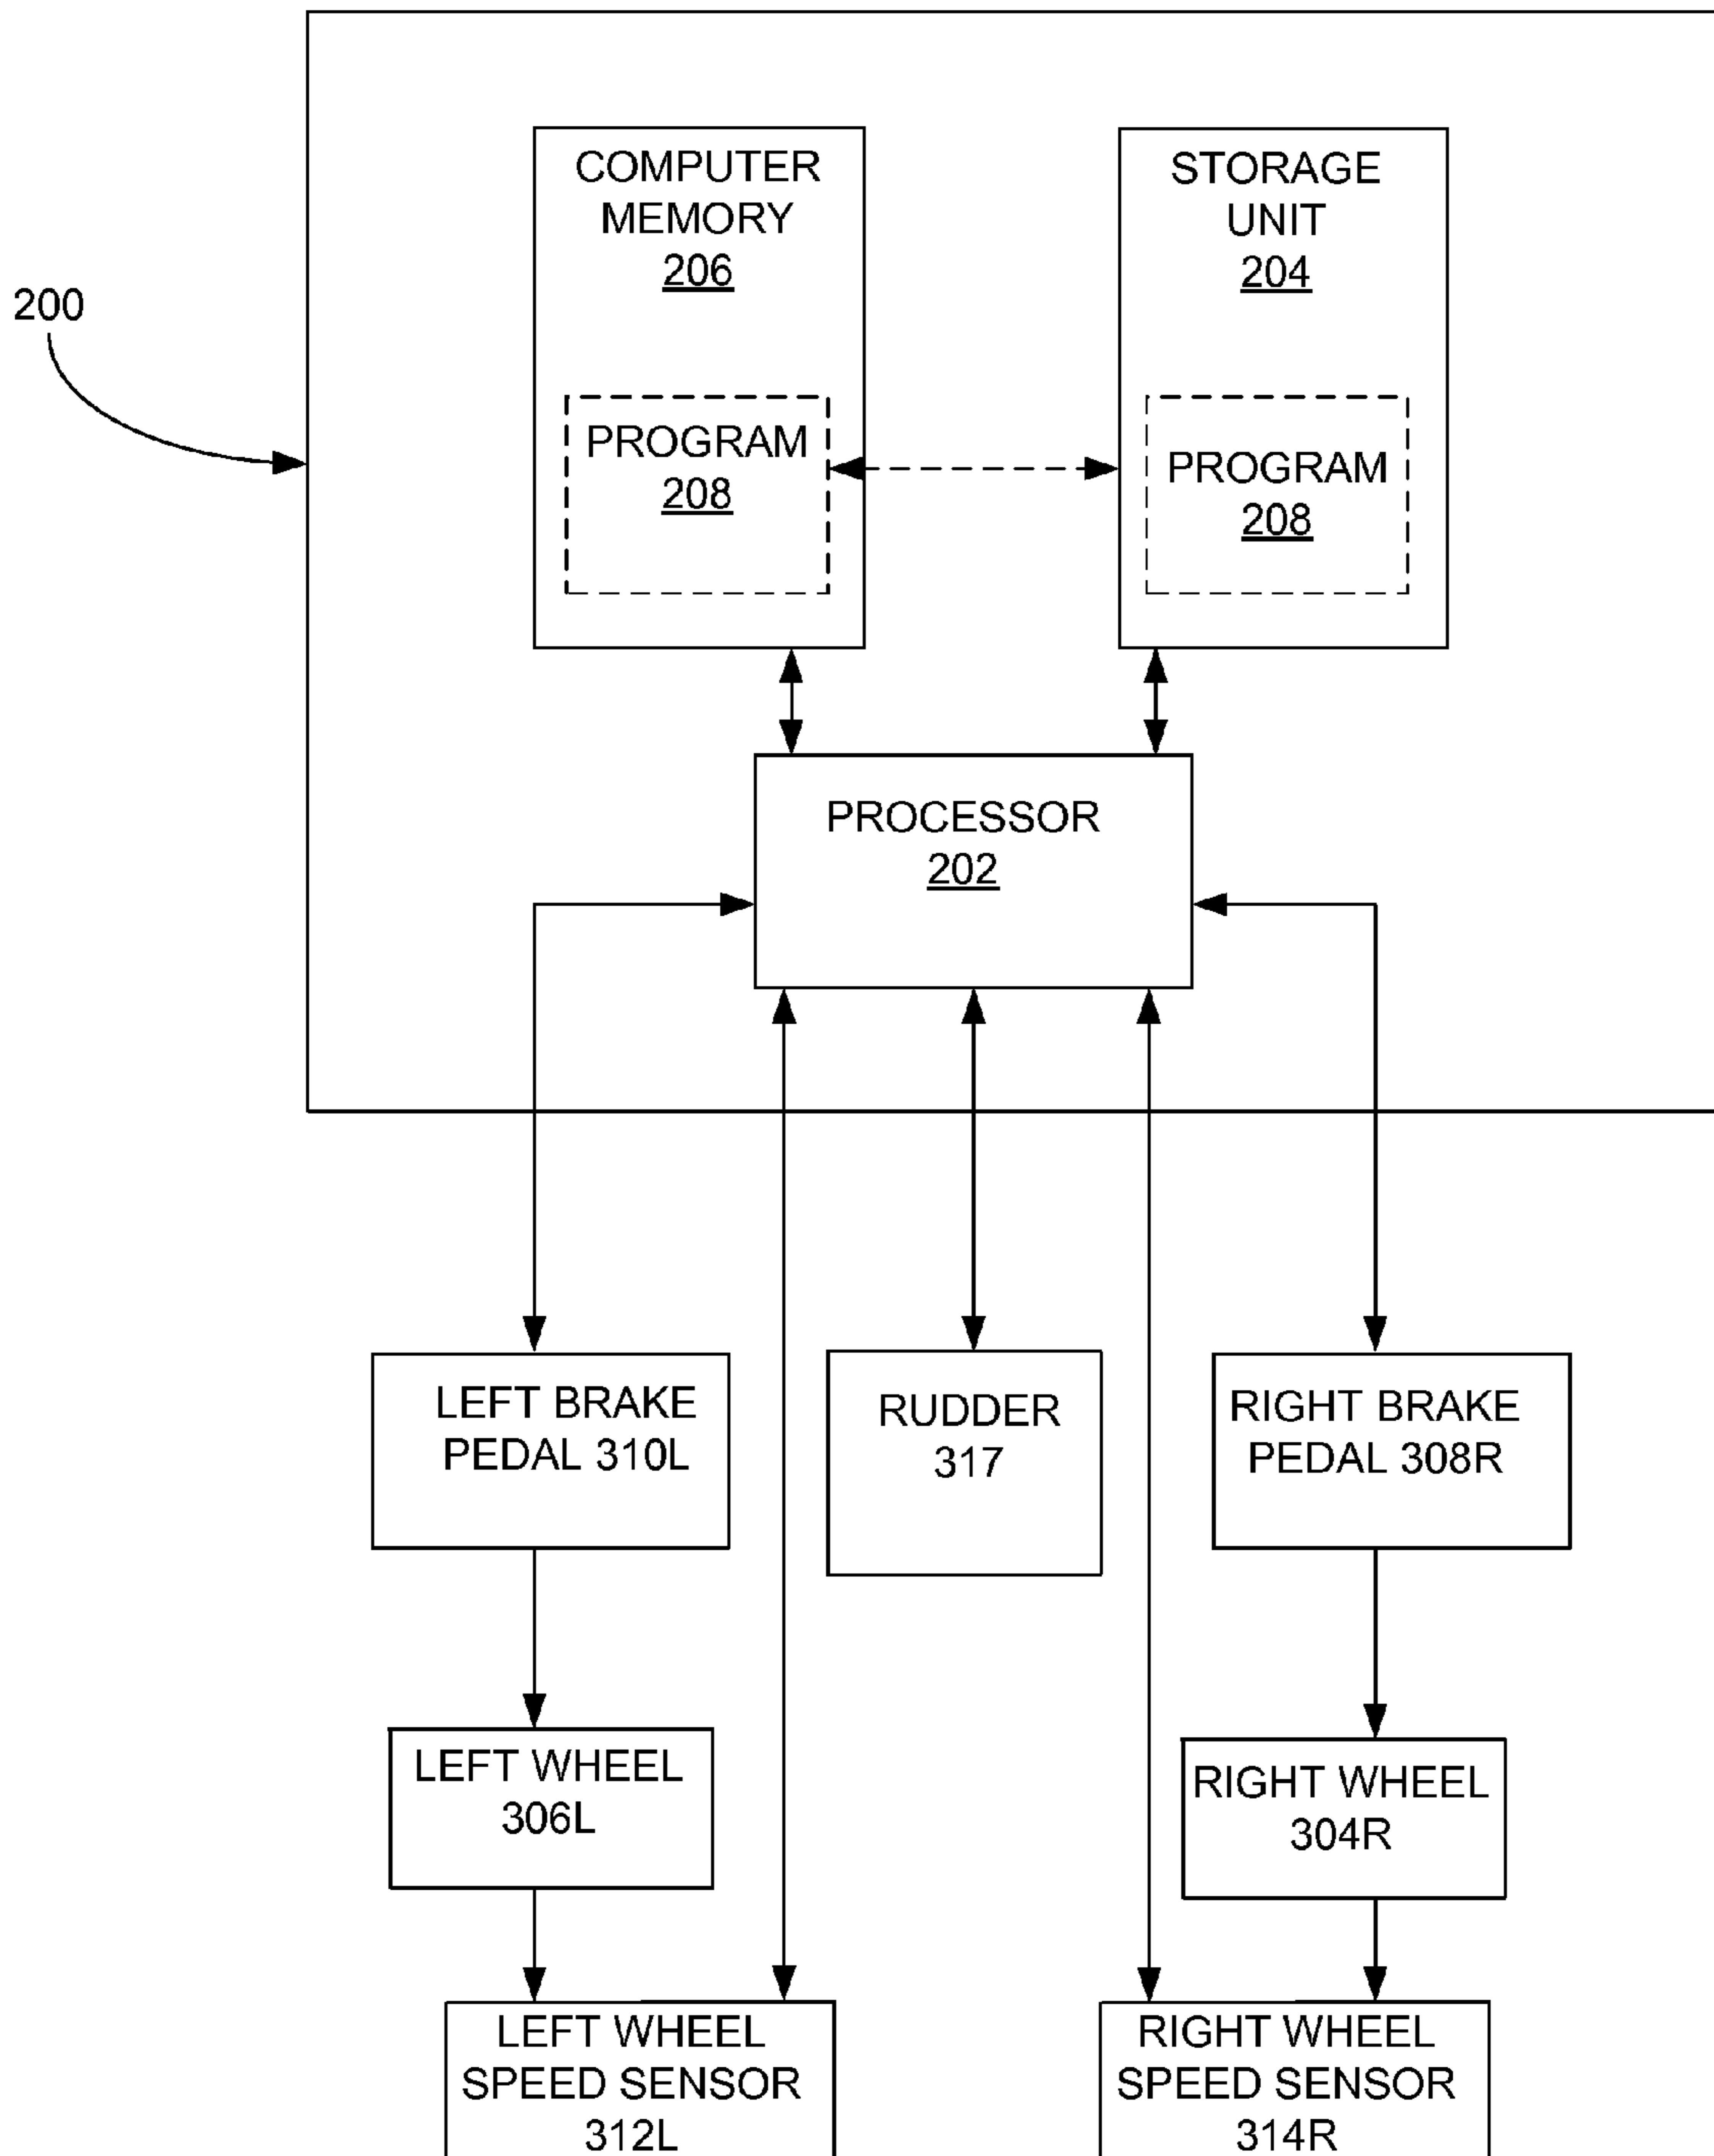 COMPUTER
MEMORY
206
STORAGE
UNIT
204
200
PROGRAM
208
PROGRAM
208
PROCESSOR
202
LEFT BRAKE
PEDAL 310L
RUDDER
317
RIGHT BRAKE
PEDAL 308R
LEFT WHEEL
306L
RIGHT WHEEL
304R
LEFT WHEEL
SPEED SENSOR
312L
RIGHT WHEEL
SPEED SENSOR
314R